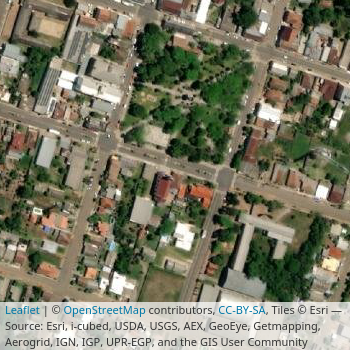 Leaflet | © OpenStreetMap contributors, CC-BY-SA, Tiles © Esri —
Source: Esri, i-cubed, USDA, USGS, AEX, GeoEye, Getmapping,
Aerogrid, IGN, IGP, UPR-EGP, and the GIS User Community